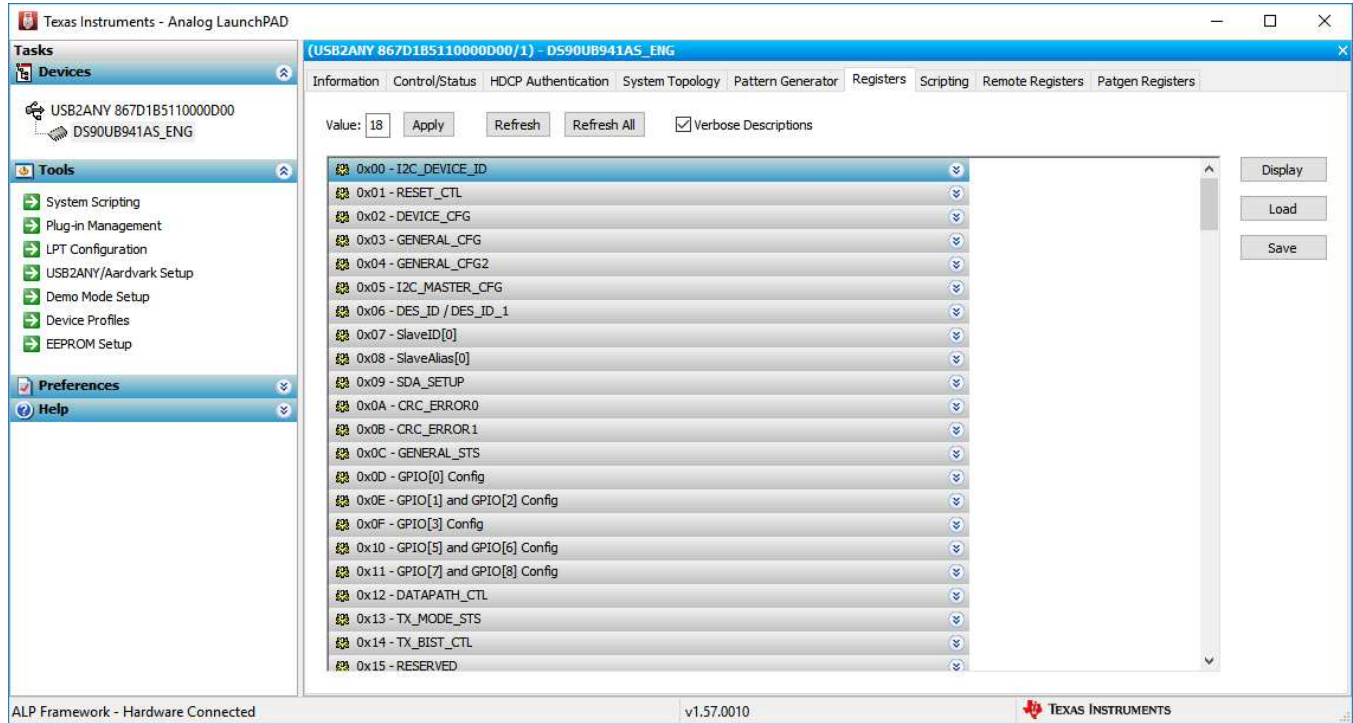 Texas Instruments - Analog LaunchPAD
Tasks
Devices
USB2ANY 867D1B5110000D00
DS90UB941AS_ENG
Tools
System Scripting
Plug-in Management
LPT Configuration
USB2ANY/Aardvark Setup
Demo Mode Setup
Device Profiles
EEPROM Setup
Preferences
Help
(USB2ANY 867D1B5110000D00/1) - DS90UB941AS_ENG
Information Control/Status HDCP Authentication System Topology Pattern Generator Registers Scripting Remote Registers Patgen Registers
Value: 18 Apply Refresh Refresh All Verbose Descriptions
0x00 - I2C_DEVICE_ID
0x01 - RESET_CTL
0x02 - DEVICE_CFG
0x03 - GENERAL_CFG
0x04 - GENERAL_CFG2
0x05 - I2C_MASTER_CFG
0x06 - DES_ID / DES_ID_1
0x07 - SlaveID[0]
0x08 - SlaveAlias[0]
0x09 - SDA_SETUP
0x0A - CRC_ERROR0
0x0B - CRC_ERROR1
0x0C - GENERAL_STS
0x0D - GPIO[0] Config
0x0E - GPIO[1] and GPIO[2] Config
0x0F - GPIO[3] Config
0x10 - GPIO[5] and GPIO[6] Config
0x11 - GPIO[7] and GPIO[8] Config
0x12 - DATAPATH_CTL
0x13 - TX_MODE_STS
0x14 - TX_BIST_CTL
0x15 - RESERVED
Display
Load
Save
ALP Framework - Hardware Connected v1.57.0010 TEXAS INSTRUMENTS